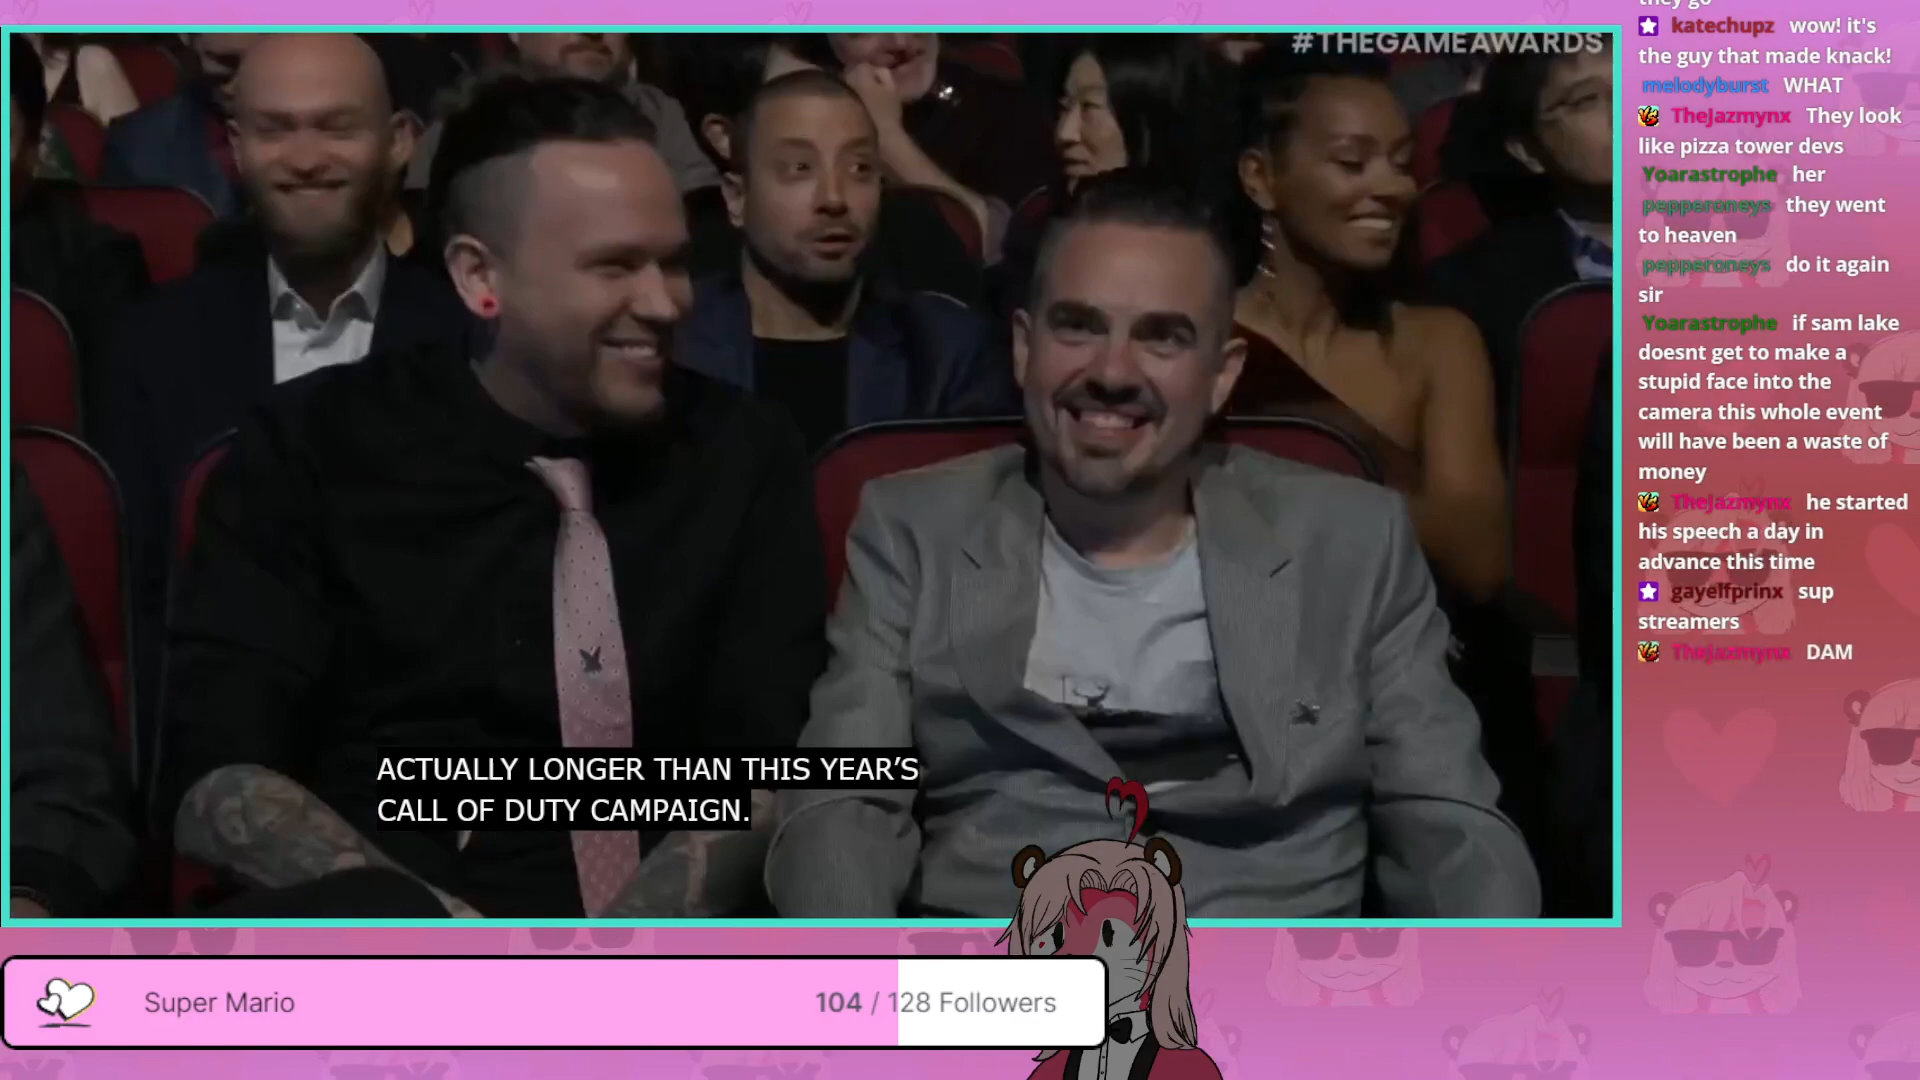 #THEGAMEAWARDS
ACTUALLY LONGER THAN THIS YEAR'S
CALL OF DUTY CAMPAIGN.
Super Mario
104 / 128 Followers
they go
katechupz wow! it's
the guy that made knack!
melodyburst WHAT
TheJazmynx They look
like pizza tower devs
Yoarastrophe her
pepperoneys they went
to heaven
pepperoneys do it again
sir
Yoarastrophe if sam lake
doesnt get to make a
stupid face into the
camera this whole event
will have been a waste of
money
TheJazmynx he started
his speech a day in
advance this time
gayelfprinx sup
streamers
TheJazmynx DAM